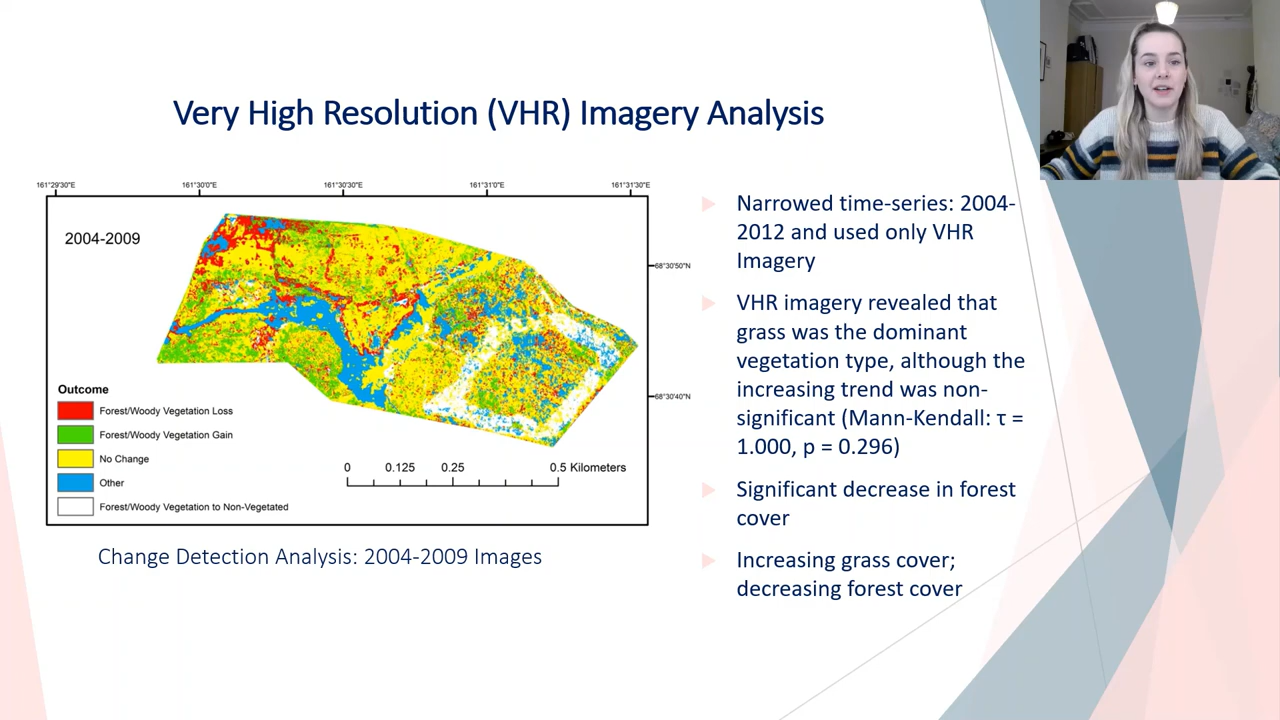 Very High Resolution (VHR) Imagery Analysis
161°29'30"E
161°30'0"E
161°30'30"E
161°31'0"E
161°31'30"E
2004-2009
68°30'50"N
68°30'40"N
Outcome
Forest/Woody Vegetation Loss
Forest/Woody Vegetation Gain
No Change
Other
Forest/Woody Vegetation to Non-Vegetated
0 0.125 0.25 0.5 Kilometers
Change Detection Analysis: 2004-2009 Images
Narrowed time-series: 2004-
2012 and used only VHR
Imagery
VHR imagery revealed that
grass was the dominant
vegetation type, although the
increasing trend was non-
significant (Mann-Kendall: τ =
1.000, p = 0.296)
Significant decrease in forest
cover
Increasing grass cover;
decreasing forest cover